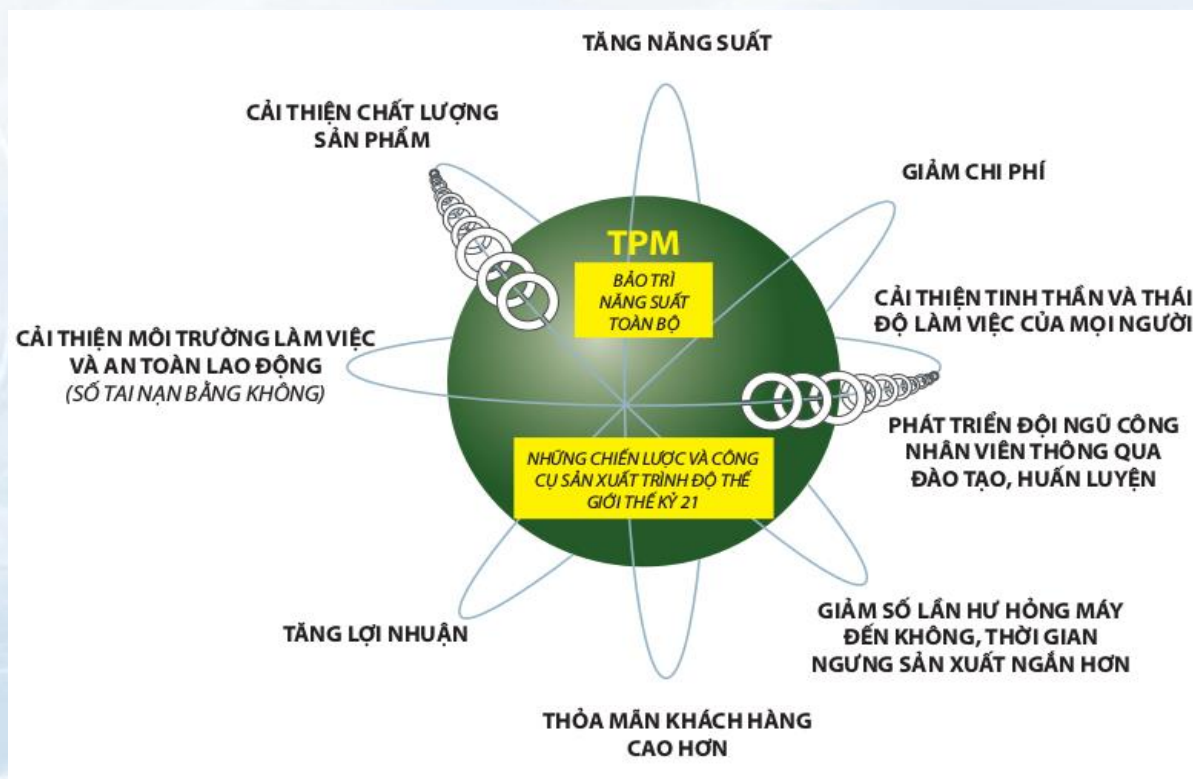 TĂNG NĂNG SUẤT
CẢI THIỆN CHẤT LƯỢNG
SẢN PHẨM
GIẢM CHI PHÍ
TPM
BẢO TRÌ
NĂNG SUẤT
TOÀN BỘ
CẢI THIỆN TINH THẦN VÀ THÁI
ĐỘ LÀM VIỆC CỦA MỌI NGƯỜI
CẢI THIỆN MÔI TRƯỜNG LÀM VIỆC
VÀ AN TOÀN LAO ĐỘNG
(SỐ TAI NẠN BẰNG KHÔNG)
PHÁT TRIỂN ĐỘI NGŨ CÔNG
NHÂN VIÊN THÔNG QUA
ĐÀO TẠO, HUẤN LUYỆN
NHỮNG CHIẾN LƯỢC VÀ CÔNG
CỤ SẢN XUẤT TRÌNH ĐỘ THẾ
GIỚI THẾ KỶ 21
TĂNG LỢI NHUẬN
GIẢM SỐ LẦN HƯ HỎNG MÁY
ĐẾN KHÔNG, THỜI GIAN
NGƯNG SẢN XUẤT NGẮN HƠN
THỎA MÃN KHÁCH HÀNG
CAO HƠN